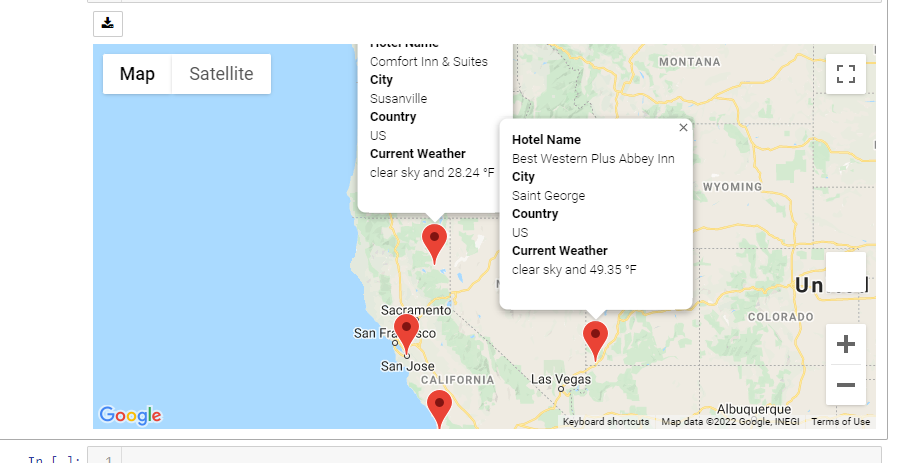 Map
Satellite
Hotel Name
Comfort Inn & Suites
City
Susanville
Country
US
Current Weather
clear sky and 28.24 °F
Hotel Name
Best Western Plus Abbey Inn
City
Saint George
Country
US
Current Weather
clear sky and 49.35 °F
MONTANA
WYOMING
COLORADO
Sacramento
San Jose
CALIFORNIA
Las Vegas
Albuquerque
Google
Keyboard shortcuts
Map data ©2022 Google, INEGI
Terms of Use
In [ ]:
1